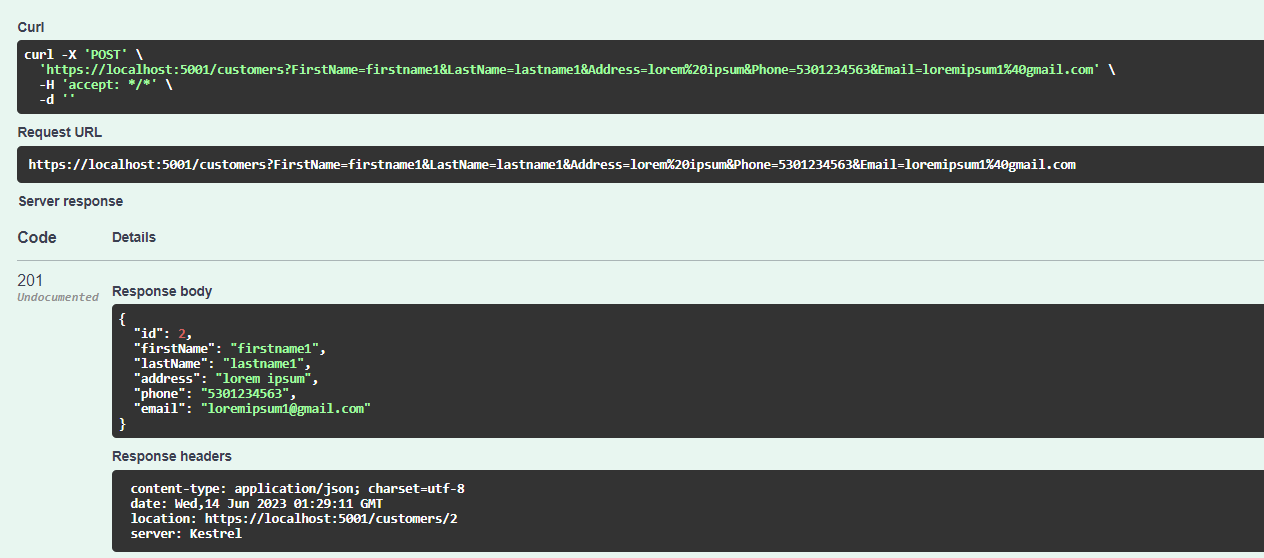 Curl
curl -X 'POST' \
  'https://localhost:5001/customers?FirstName=firstname1&LastName=lastname1&Address=lorem%20ipsum&Phone=5301234563&Email=loremipsum1%40gmail.com' \
  -H 'accept: */*' \
  -d ''
Request URL
https://localhost:5001/customers?FirstName=firstname1&LastName=lastname1&Address=lorem%20ipsum&Phone=5301234563&Email=loremipsum1%40gmail.com
Server response
Code Details
201
Undocumented
Response body
{
  "id": 2,
  "firstName": "firstname1",
  "lastName": "lastname1",
  "address": "lorem ipsum",
  "phone": "5301234563",
  "email": "loremipsum1@gmail.com"
}
Response headers
content-type: application/json; charset=utf-8
date: Wed,14 Jun 2023 01:29:11 GMT
location: https://localhost:5001/customers/2
server: Kestrel